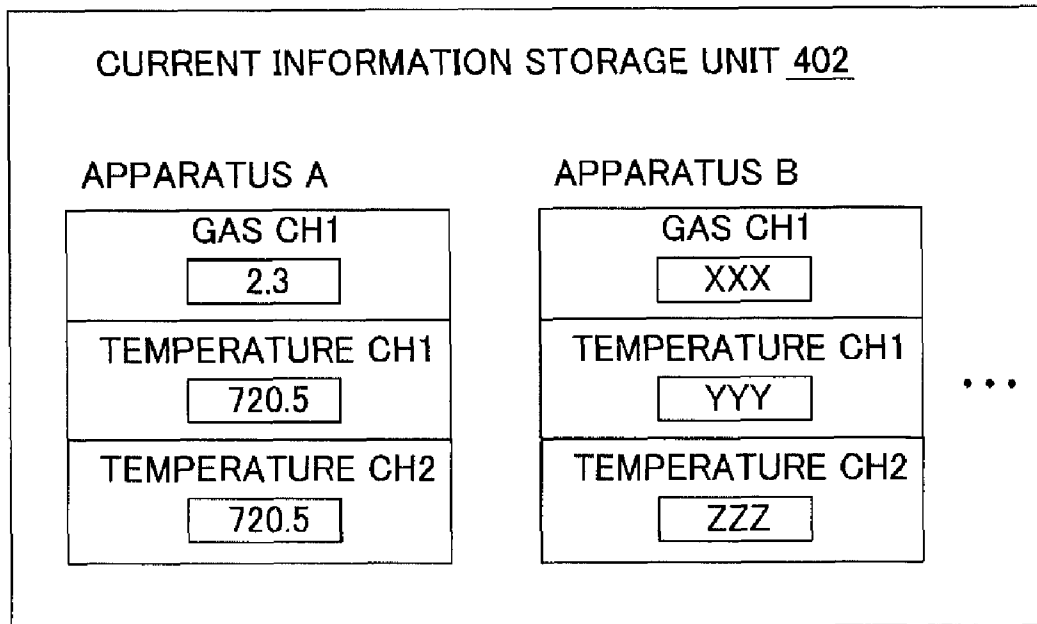 CURRENT INFORMATION STORAGE UNIT 402
APPARATUS A
GAS CH1
2.3
TEMPERATURE CH1
720.5
TEMPERATURE CH2
720.5
APPARATUS B
GAS CH1
XXX
TEMPERATURE CH1
YYY
TEMPERATURE CH2
ZZZ
•••